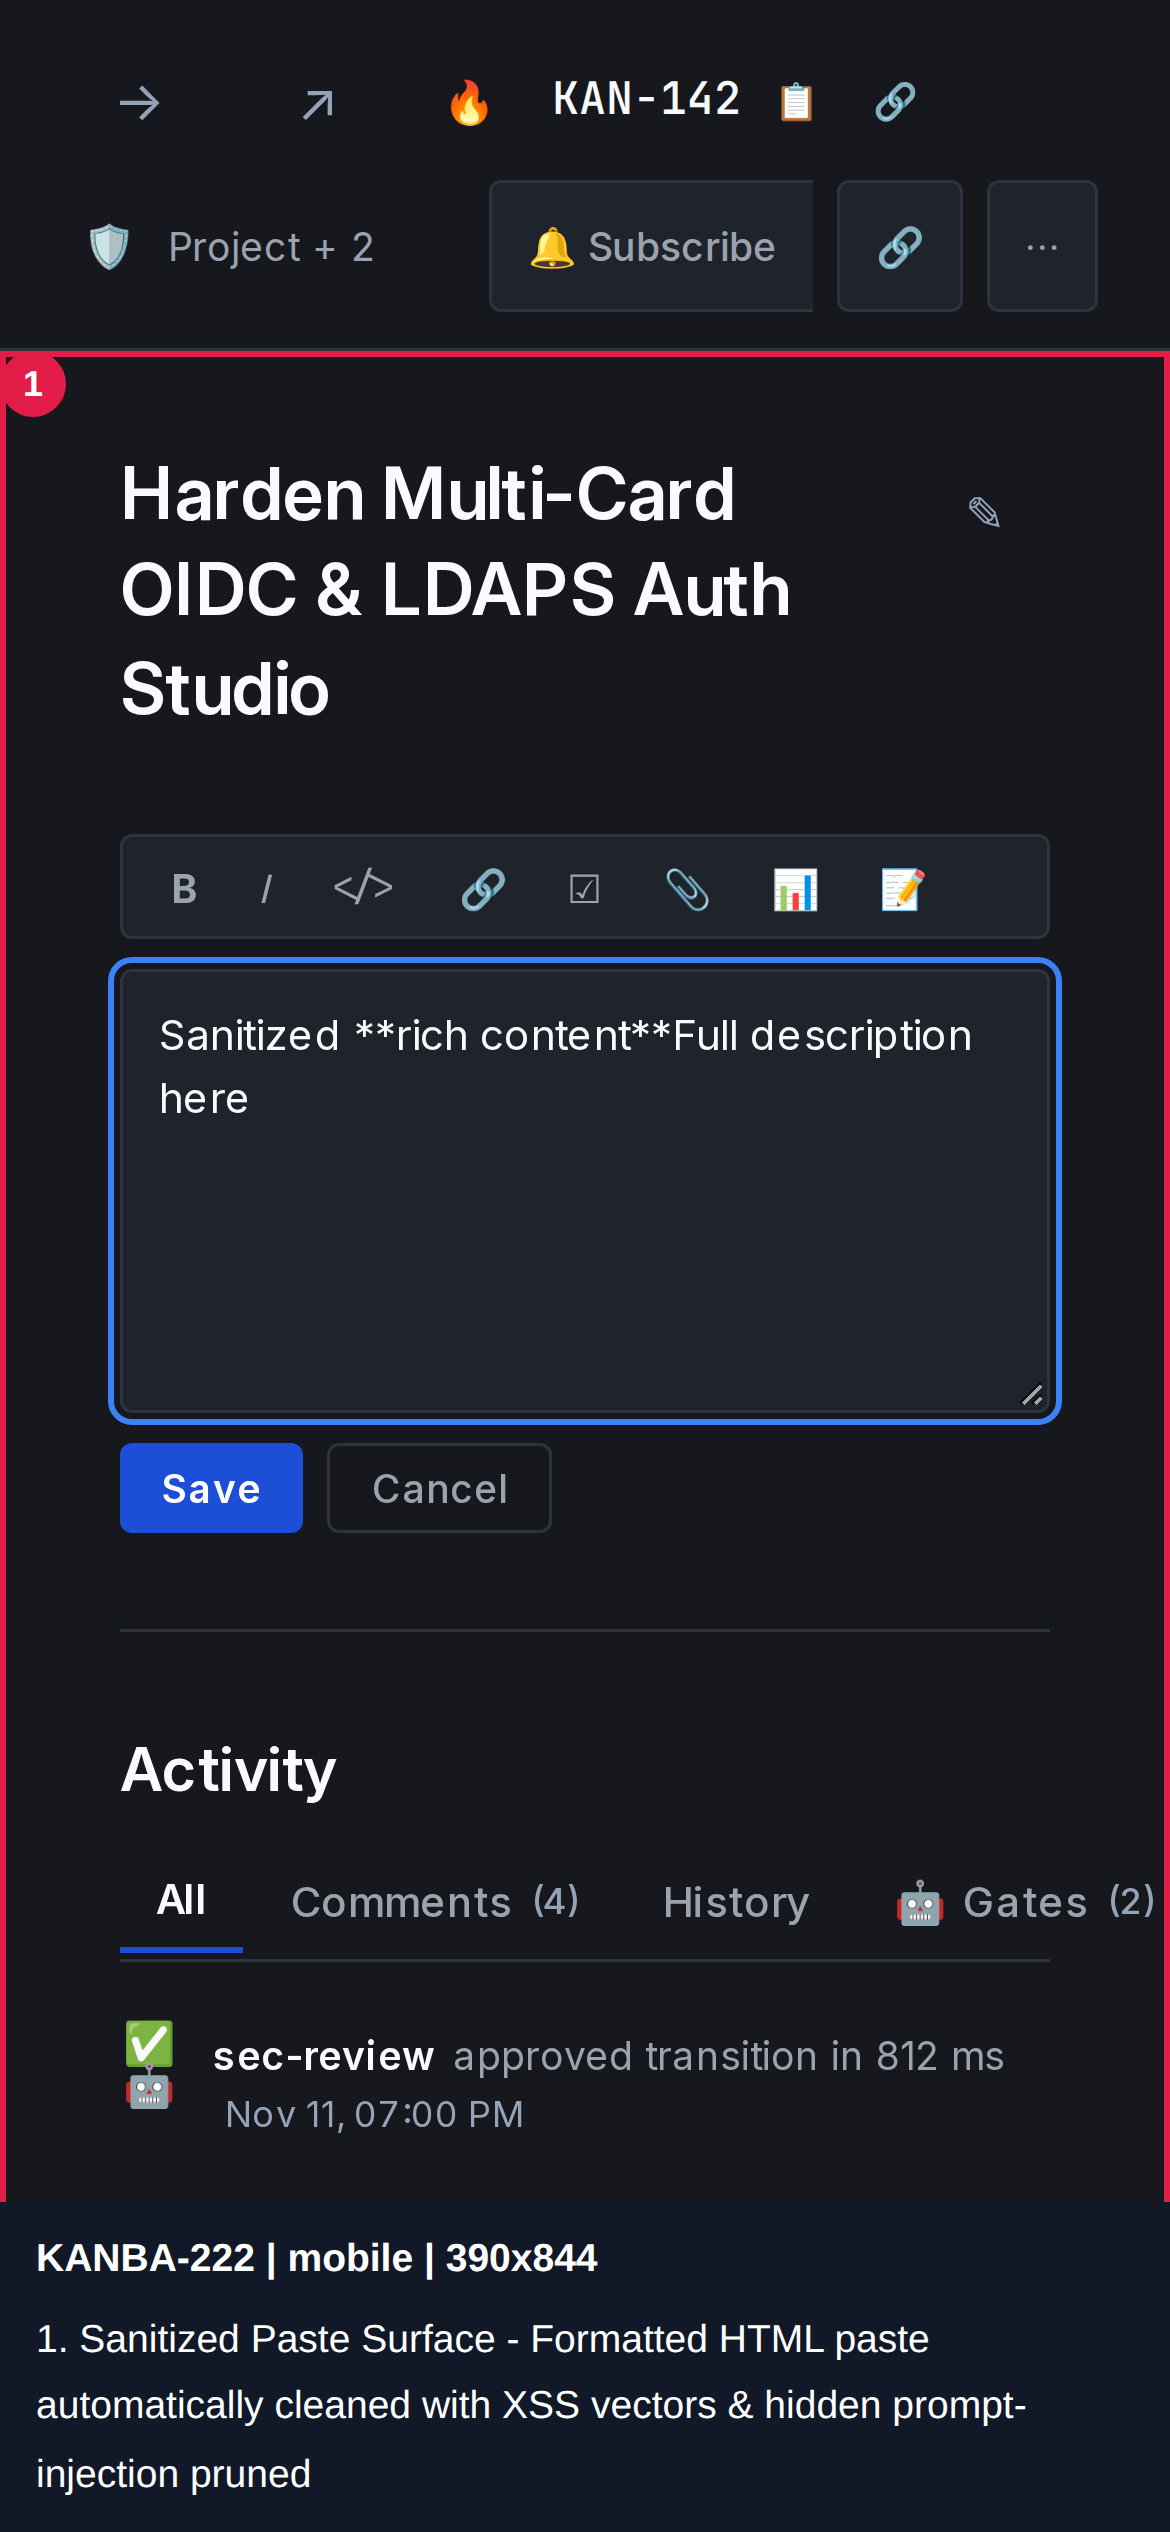 KAN-142
Project + 2
Subscribe
...
1
Harden Multi-Card
OIDC & LDAPS Auth
Studio
B I </>
Sanitized **rich content**Full description
here
Save Cancel
Activity
All Comments (4) History Gates (2)
sec-review approved transition in 812 ms
Nov 11, 07:00 PM
KANBA-222 | mobile | 390x844
1. Sanitized Paste Surface - Formatted HTML paste
automatically cleaned with XSS vectors & hidden prompt-
injection pruned